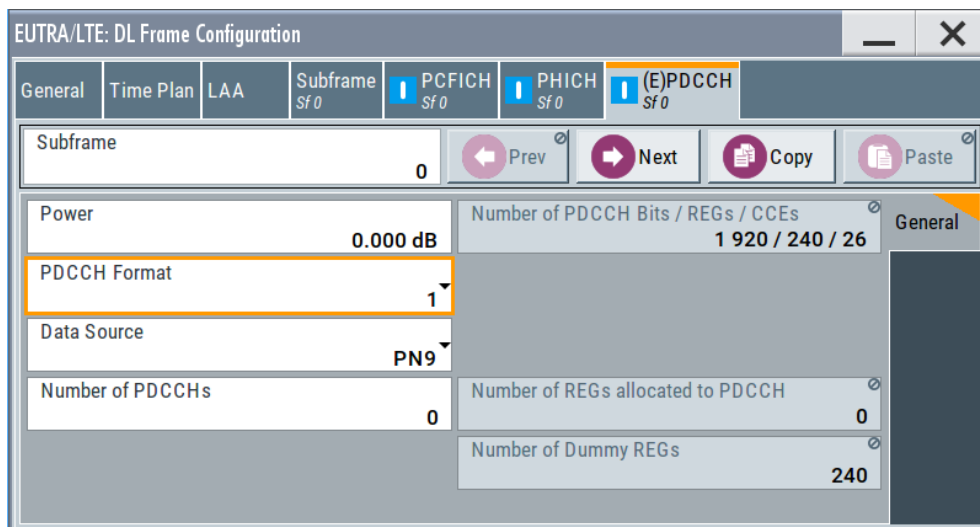 EUTRA/LTE: DL Frame Configuration
General Time Plan LAA Subframe Sf 0 PCFICH Sf 0 PHICH Sf 0 (E)PDCCH Sf 0
Subframe
0
Prev Next Copy Paste
General
Power
0.000 dB
Number of PDCCH Bits / REGs / CCEs
1 920 / 240 / 26
PDCCH Format
1
Data Source
PN9
Number of PDCCHs
0
Number of REGs allocated to PDCCH
0
Number of Dummy REGs
240